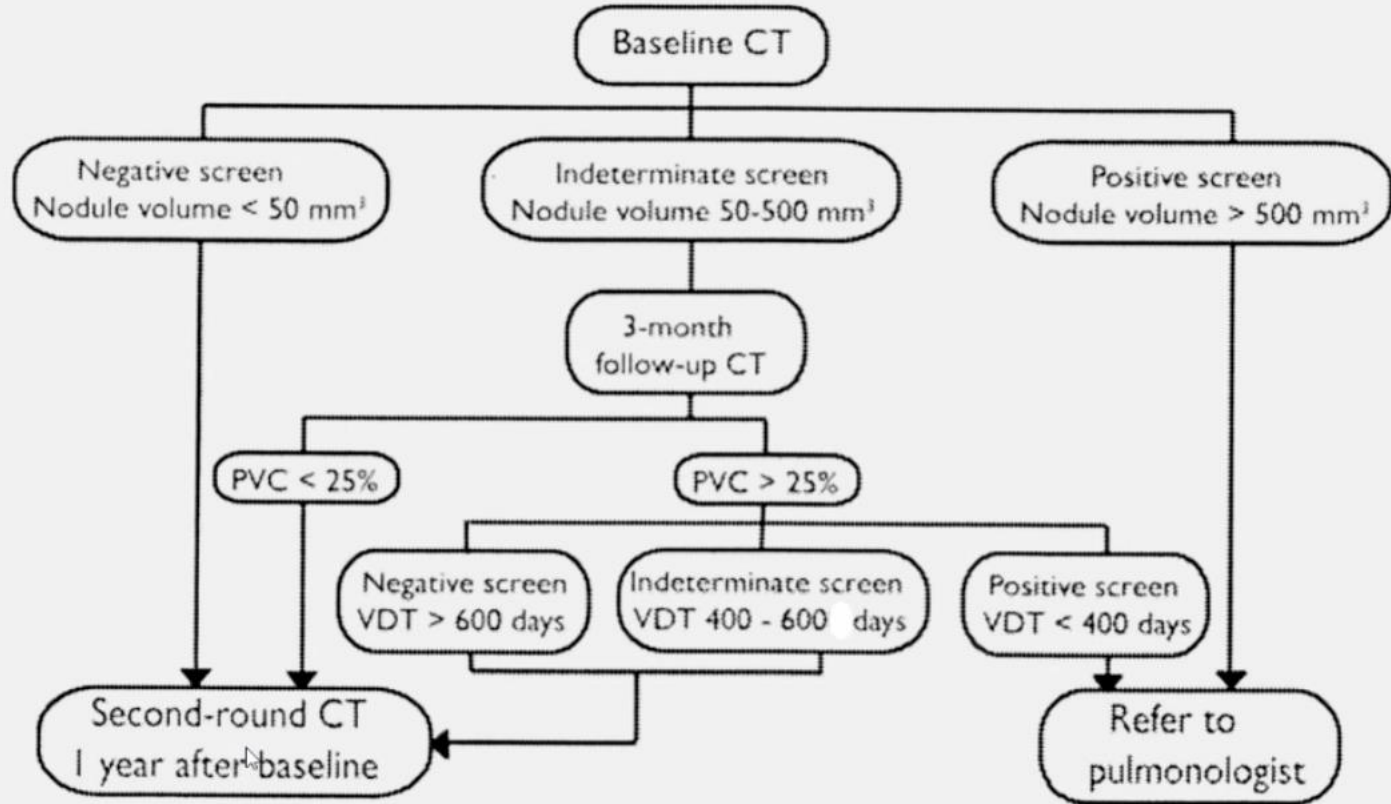 Baseline CT
Negative screen
Nodule volume < 50 mm³
Indeterminate screen
Nodule volume 50-500 mm³
Positive screen
Nodule volume > 500 mm³
3-month
follow-up CT
PVC < 25%
PVC > 25%
Negative screen
VDT > 600 days
Indeterminate screen
VDT 400 - 600 days
Positive screen
VDT < 400 days
Second-round CT
1 year after baseline
Refer to
pulmonologist